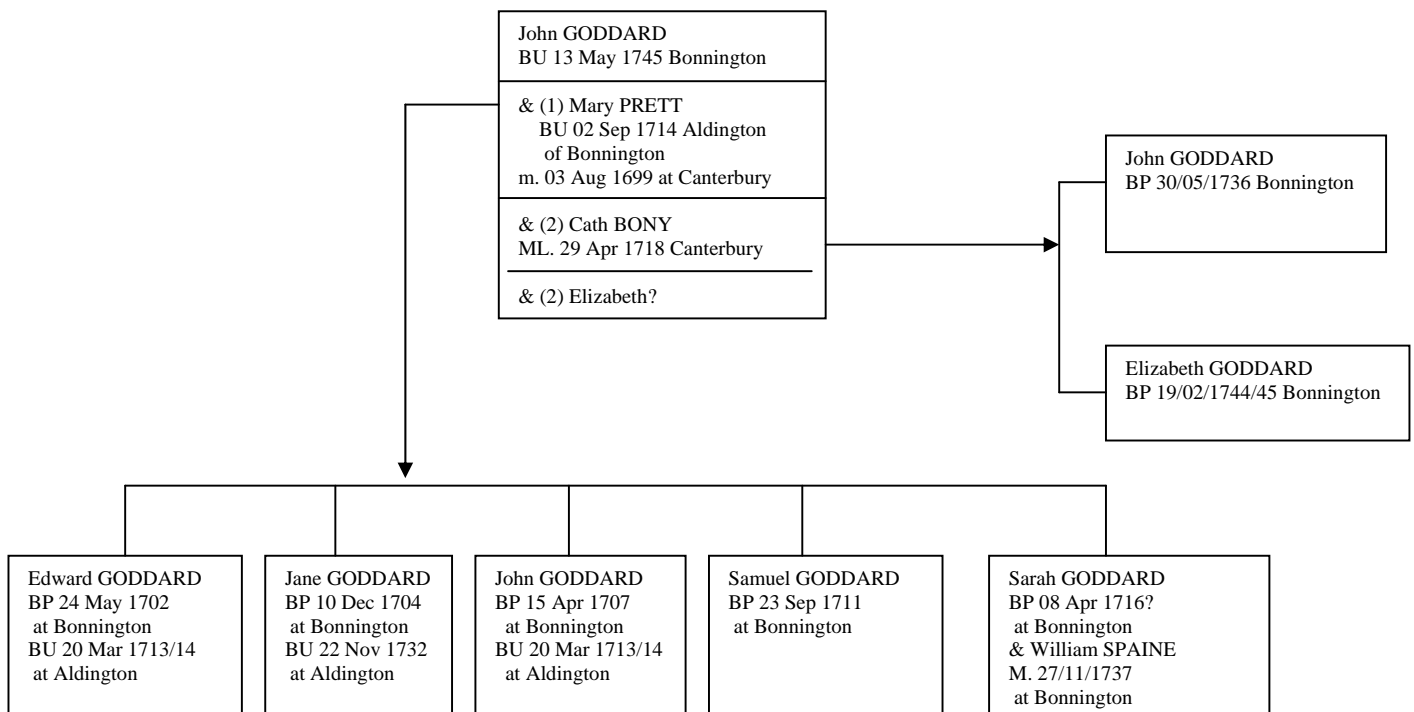 John GODDARD
BU 13 May 1745 Bonnington
& (1) Mary PRETT
BU 02 Sep 1714 Aldington
of Bonnington
m. 03 Aug 1699 at Canterbury
& (2) Cath BONY
ML. 29 Apr 1718 Canterbury
& (2) Elizabeth?
John GODDARD
BP 30/05/1736 Bonnington
Elizabeth GODDARD
BP 19/02/1744/45 Bonnington
Edward GODDARD
BP 24 May 1702
at Bonnington
BU 20 Mar 1713/14
at Aldington
Jane GODDARD
BP 10 Dec 1704
at Bonnington
BU 22 Nov 1732
at Aldington
John GODDARD
BP 15 Apr 1707
at Bonnington
BU 20 Mar 1713/14
at Aldington
Samuel GODDARD
BP 23 Sep 1711
at Bonnington
Sarah GODDARD
BP 08 Apr 1716?
at Bonnington
& William SPAINE
M. 27/11/1737
at Bonnington